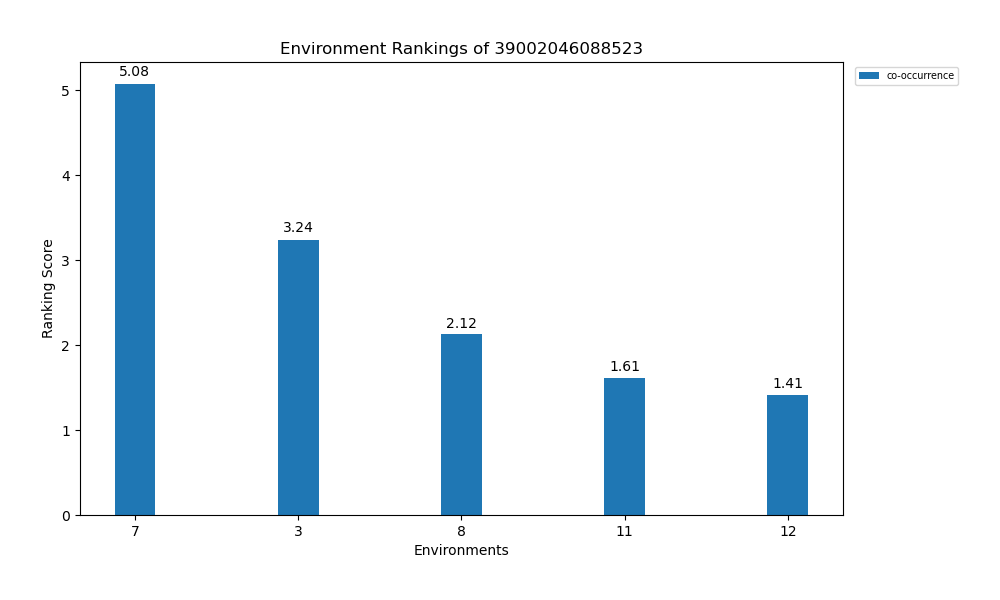 Environment Rankings of 39002046088523
co-occurrence
5.08
3.24
2.12
1.61
1.41
Ranking Score
5
4
3
2
1
0
7 3 8 11 12
Environments